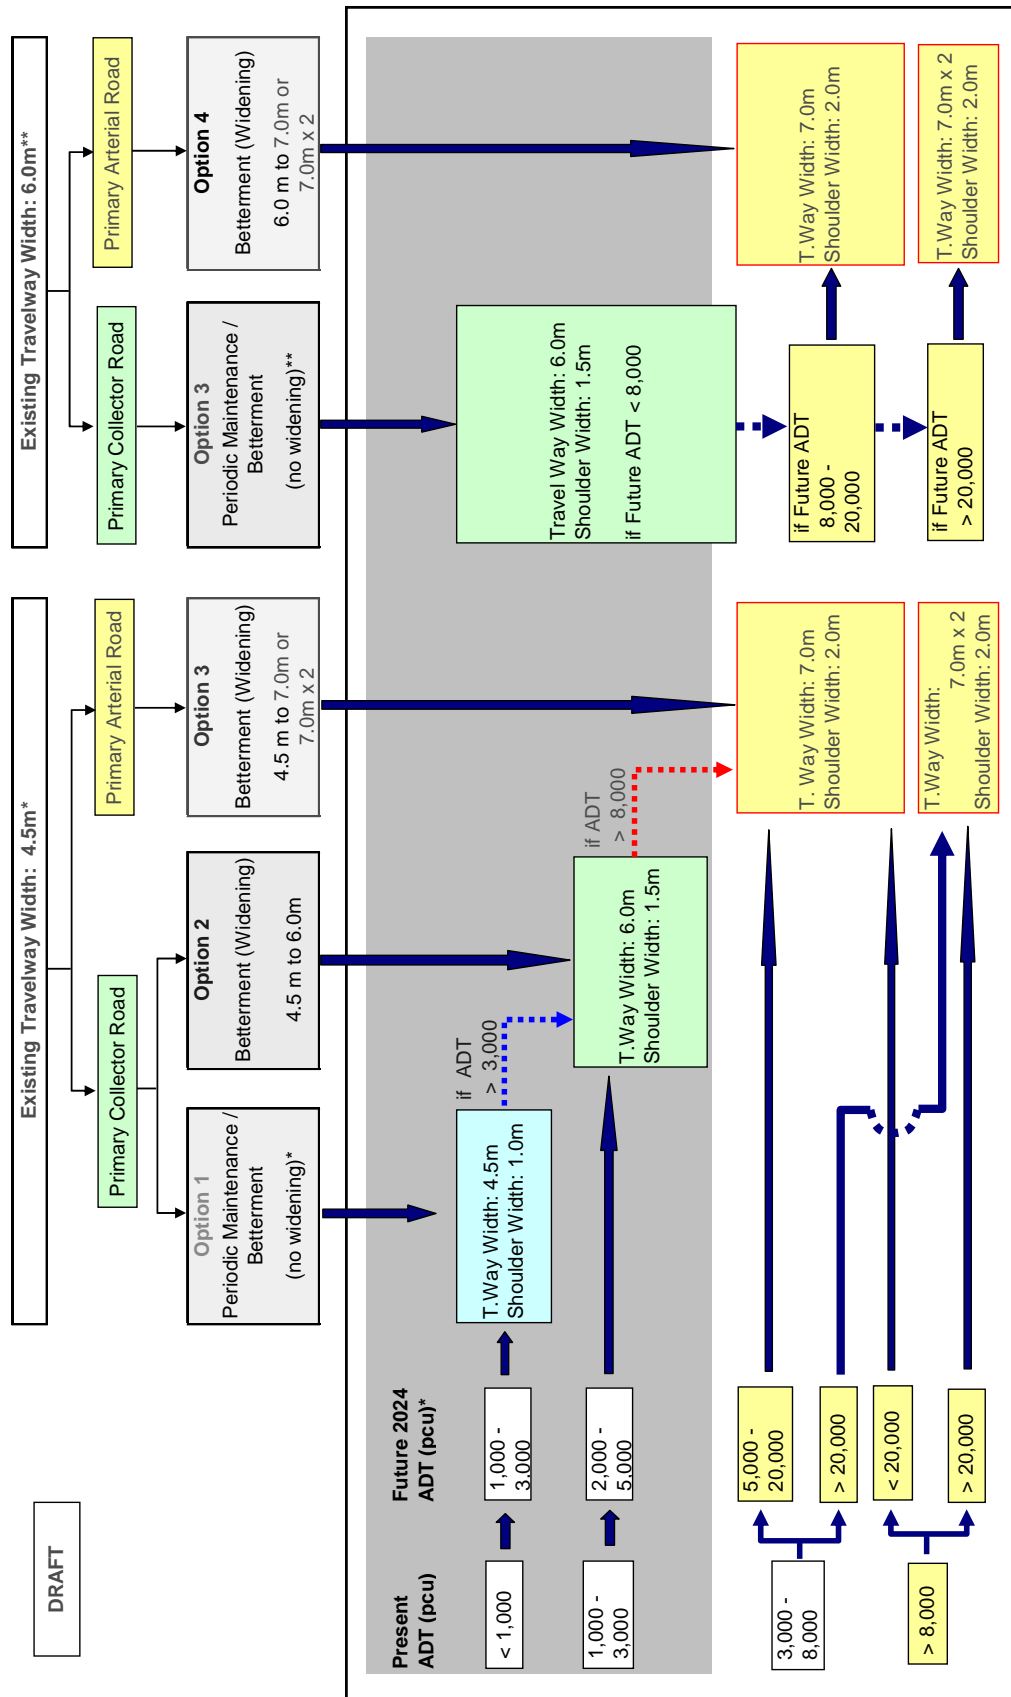 DRAFT
Existing Travelway Width:  4.5m*
Existing Travelway Width: 6.0m**
Primary Collector Road
Primary Arterial Road
Primary Collector Road
Primary Arterial Road
Option 1
Periodic Maintenance /
Betterment
(no widening)*
Option 2
Betterment (Widening)
4.5 m to 6.0m
Option 3
Betterment (Widening)
4.5 m to 7.0m or
7.0m x 2
Option 3
Periodic Maintenance /
Betterment
(no widening)**
Option 4
Betterment (Widening)
6.0 m to 7.0m or
7.0m x 2
Present
ADT (pcu)
Future 2024
ADT (pcu)*
< 1,000
1,000 -
3.000
T.Way Width: 4.5m
Shoulder Width: 1.0m
if  ADT
> 3,000
Travel Way Width: 6.0m
Shoulder Width: 1.5m
if Future ADT < 8,000
1,000 -
3,000
2,000 -
5,000
T.Way Width: 6.0m
Shoulder Width: 1.5m
if ADT
> 8,000
3,000 -
8,000
5,000 -
20,000
> 20,000
T. Way Width: 7.0m
Shoulder Width: 2.0m
if Future ADT
8,000 -
20,000
T.Way Width: 7.0m
Shoulder Width: 2.0m
> 8,000
< 20,000
> 20,000
T.Way Width:
7.0m x 2
Shoulder Width: 2.0m
if Future ADT
> 20,000
T.Way Width: 7.0m x 2
Shoulder Width: 2.0m